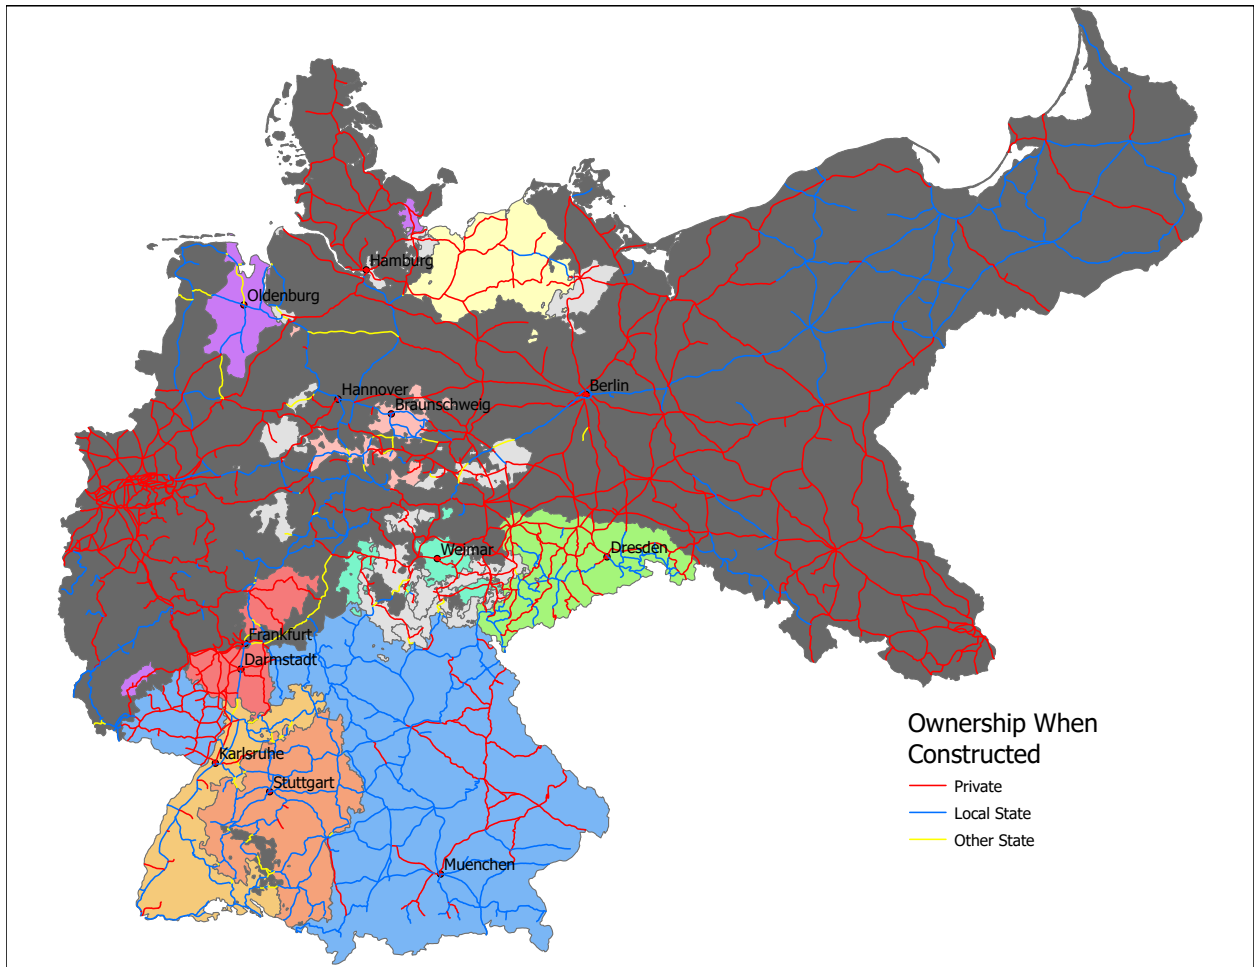 Hamburg
Oldenburg
Hannover
Berlin
Braunschweig
Weimar
Dresden
Frankfurt
Darmstadt
Karlsruhe
Stuttgart
Muenchen
Ownership When
Constructed
Private
Local State
Other State